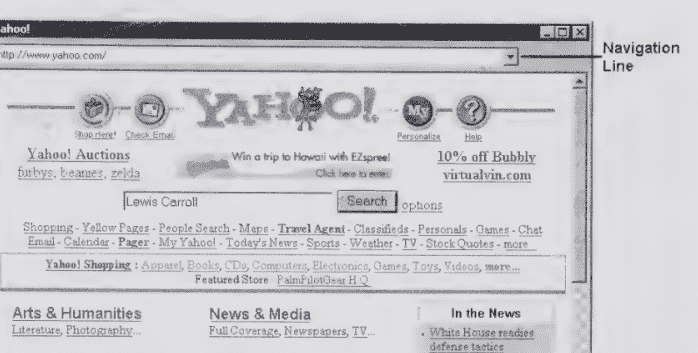 ahoo!
ttp://www.yahoo.com/
Navigation
Line
YAHOO!
My
?
Shop Here!
Check Email
Personalize
Help
Yahoo! Auctions
furbys, beanies, zelda
Win a trip to Hawaii with EZspree!
Click here to enter.
10% off Bubbly
virtualvin.com
Lewis Carroll
Search
options
Shopping - Yellow Pages - People Search - Maps - Travel Agent - Classifieds - Personals - Games - Chat
Email - Calendar - Pager - My Yahoo! - Today's News - Sports - Weather - TV - Stock Quotes - more
Yahoo! Shopping : Apparel, Books, CDs, Computers, Electronics, Games, Toys, Videos, more...
Featured Store PalmPilotGear H.Q.
Arts & Humanities
Literature, Photography...
News & Media
Full Coverage, Newspapers, TV...
In the News
. White House readies
defense tactics